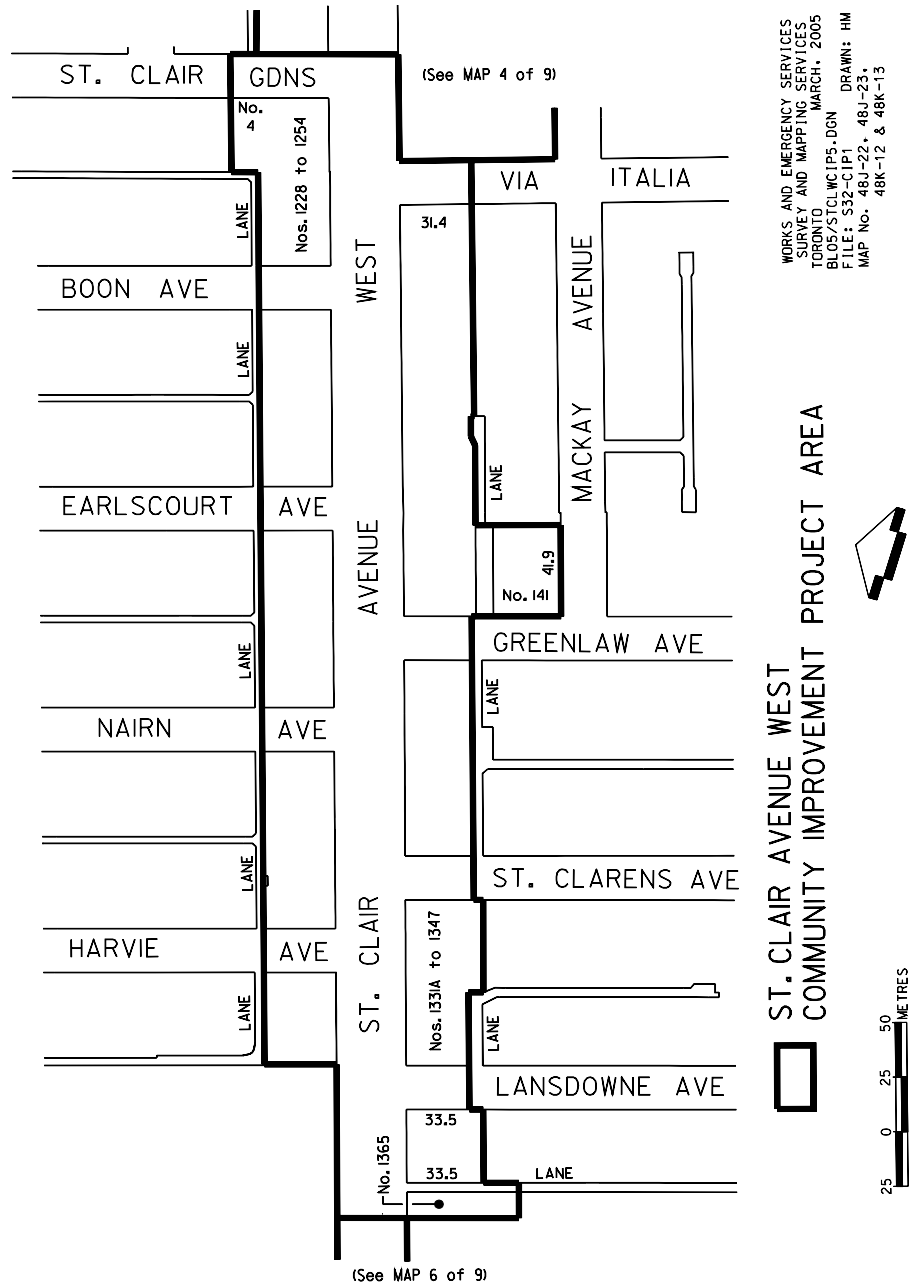 (See MAP 4 of 9)
ST. CLAIR GDNS
No.
4
Nos. 1228 to 1254
VIA ITALIA
LANE
31.4
BOON AVE
WEST
MACKAY AVENUE
LANE
LANE
EARLSCOURT AVE
AVENUE
41.9
No. 141
GREENLAW AVE
LANE
LANE
NAIRN AVE
LANE
ST. CLARENS AVE
HARVIE AVE
ST. CLAIR
Nos. 1331A to 1347
LANE
LANE
LANSDOWNE AVE
33.5
33.5
No. 1365
LANE
(See MAP 6 of 9)
WORKS AND EMERGENCY SERVICES
SURVEY AND MAPPING SERVICES
TORONTO MARCH, 2005
BL05/STCLWCIP5.DGN
FILE: S32-CIP1 DRAWN: HM
MAP No. 48J-22, 48J-23,
48K-12 & 48K-13
ST. CLAIR AVENUE WEST
COMMUNITY IMPROVEMENT PROJECT AREA
25 0 25 50
METRES